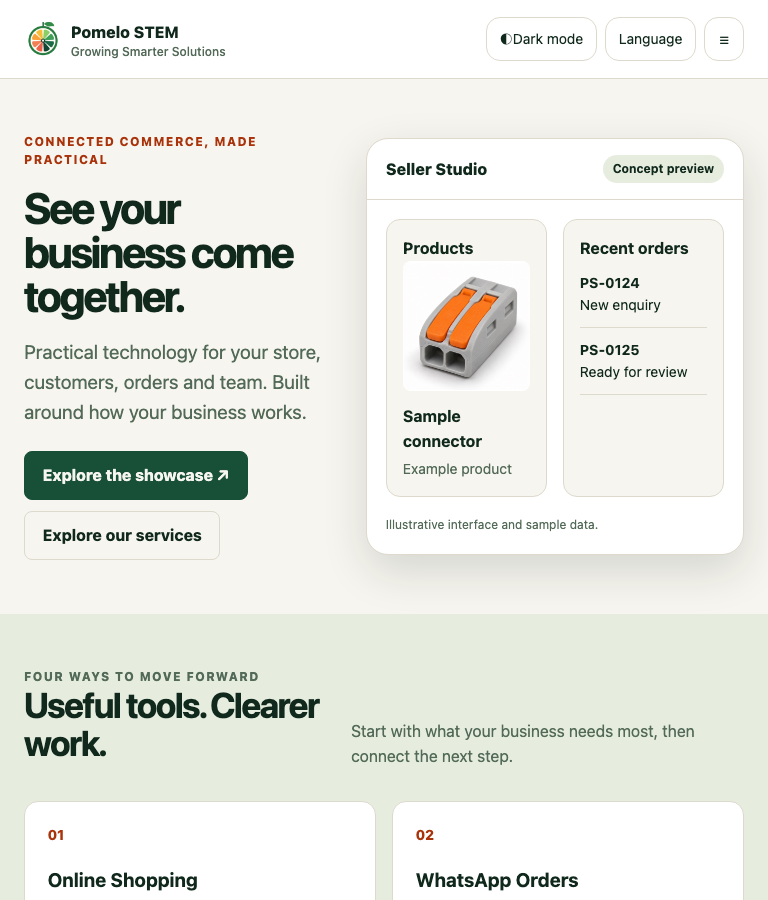 Pomelo STEM
Growing Smarter Solutions
Dark mode
Language
CONNECTED COMMERCE, MADE
PRACTICAL
See your
business come
together.
Practical technology for your store,
customers, orders and team. Built
around how your business works.
Explore the showcase ↗
Explore our services
Seller Studio
Concept preview
Products
Sample
connector
Example product
Recent orders
PS-0124
New enquiry
PS-0125
Ready for review
Illustrative interface and sample data.
FOUR WAYS TO MOVE FORWARD
Useful tools. Clearer
work.
Start with what your business needs most, then
connect the next step.
01
Online Shopping
02
WhatsApp Orders